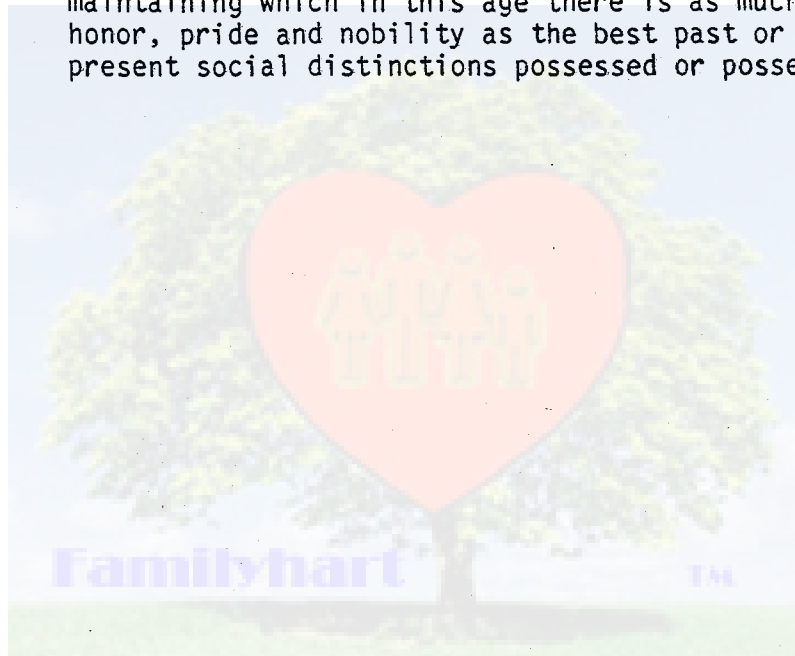 maintaining which in this age there is as much
honor, pride and nobility as the best past or
present social distinctions possessed or posse
Familyhart TM